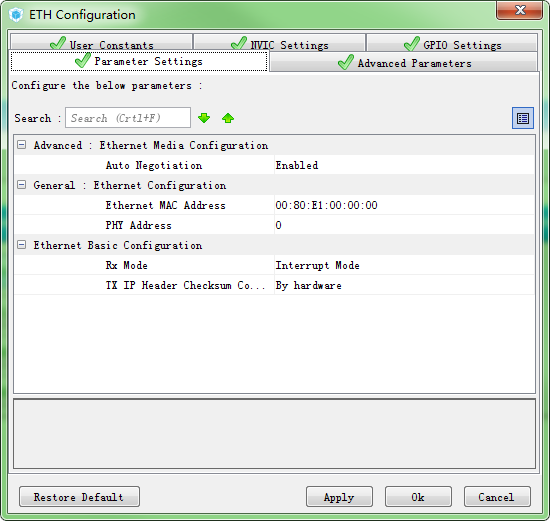 ETH Configuration
User Constants
NVIC Settings
GPIO Settings
Parameter Settings
Advanced Parameters
Configure the below parameters :
Search : Search (Crtl+F)
Advanced : Ethernet Media Configuration
Auto Negotiation Enabled
General : Ethernet Configuration
Ethernet MAC Address 00:80:E1:00:00:00
PHY Address 0
Ethernet Basic Configuration
Rx Mode Interrupt Mode
TX IP Header Checksum Co... By hardware
Restore Default
Apply
Ok
Cancel